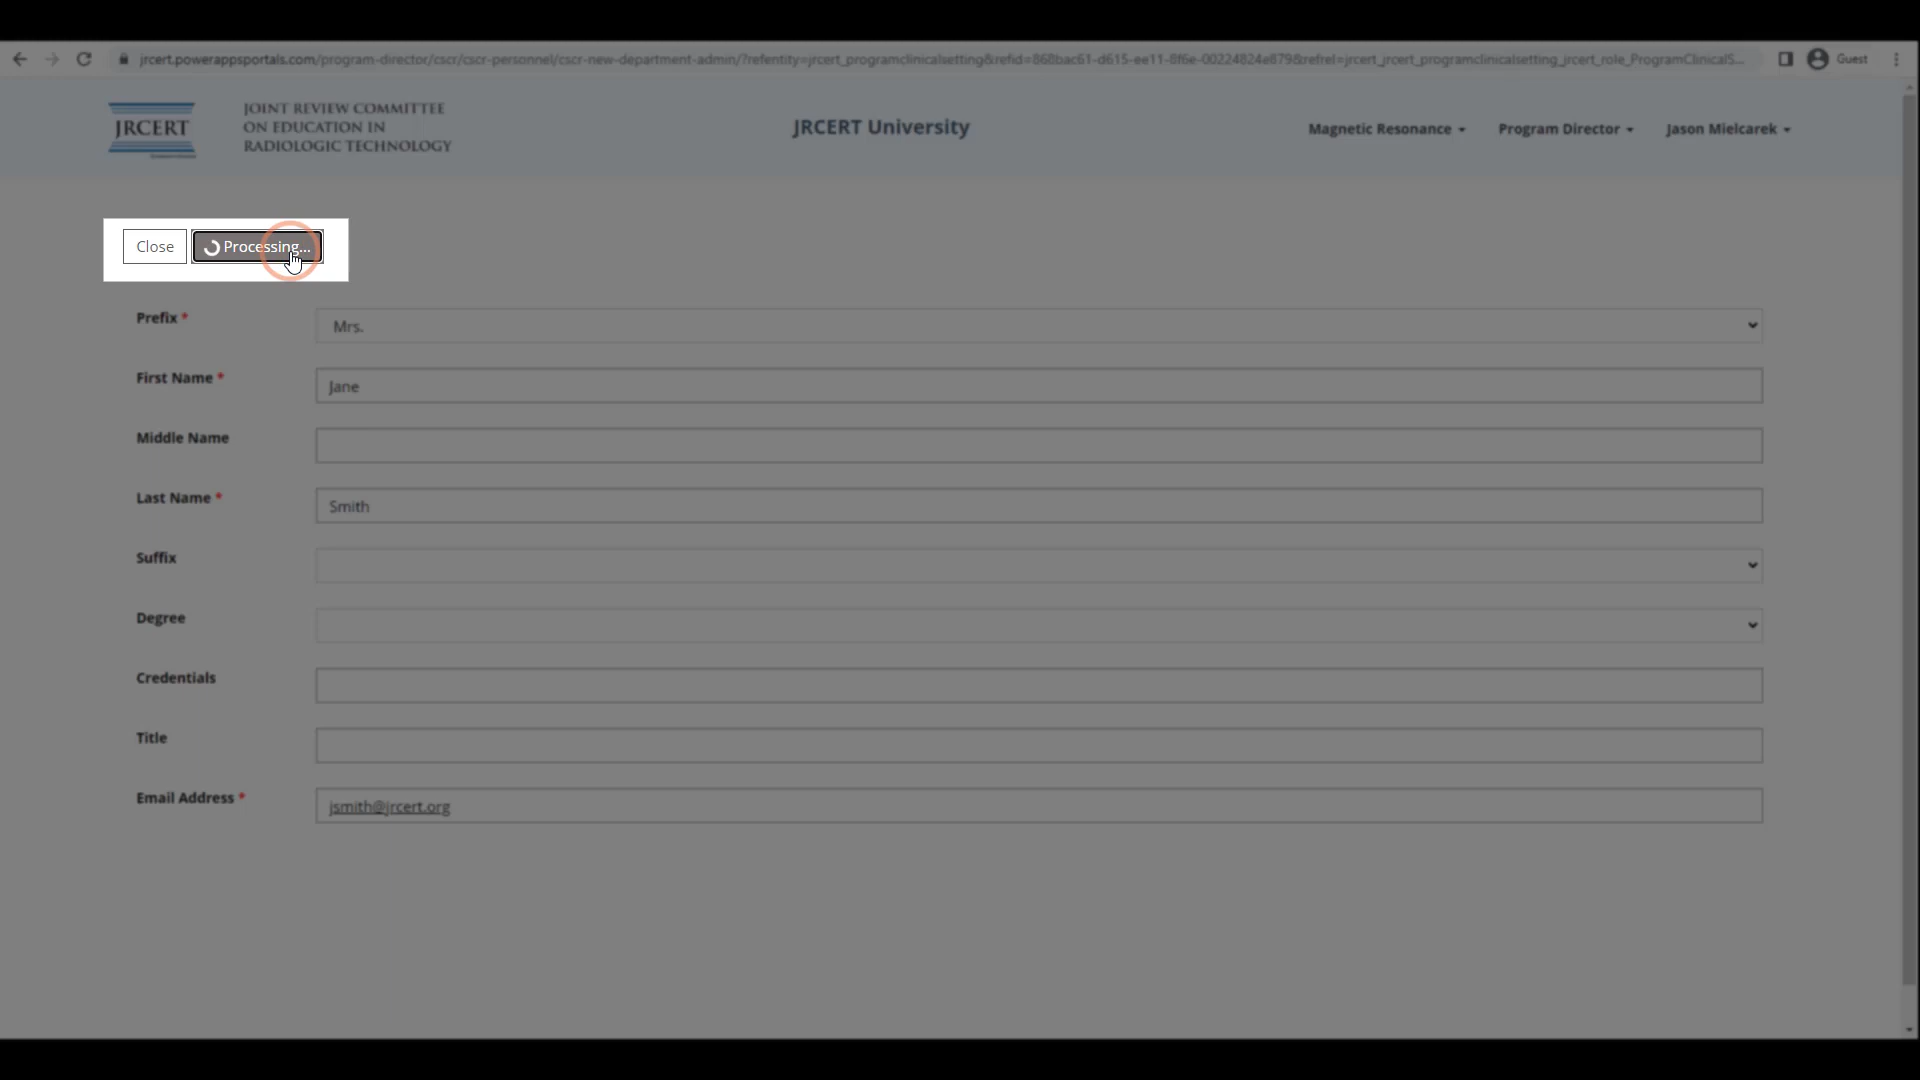 jrcert.powerappsportals.com/program-director/cscr/cscr-personnel/cscr-new-department-admin/?refentity=jrcert_programclinicalsetting&refid=868bac61-d615-ee11-8f6e-00224824e879&refrel=jrcert_jrcert_programclinicalsetting_jrcert_role_ProgramClinicalS...
Guest
JRCERT
JOINT REVIEW COMMITTEE
ON EDUCATION IN
RADIOLOGIC TECHNOLOGY
JRCERT University
Magnetic Resonance
Program Director
Jason Mielcarek
Close
Processing...
Prefix *
Mrs.
First Name *
Jane
Middle Name
Last Name *
Smith
Suffix
Degree
Credentials
Title
Email Address *
jsmith@jrcert.org